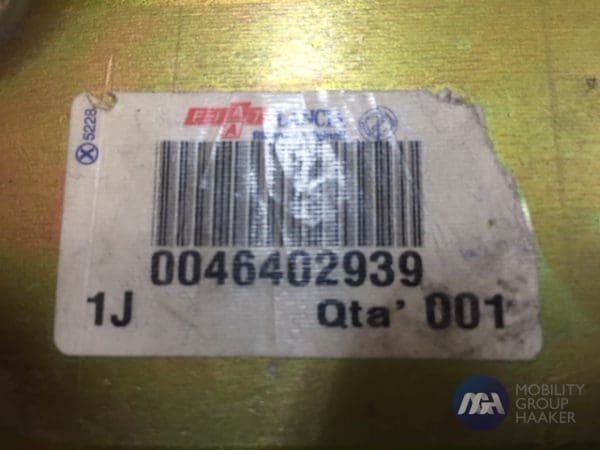 X 5228
FIAT LANCIA
0046402939
1J Qta' 001
MOBILITY
GROUP
HAAKER